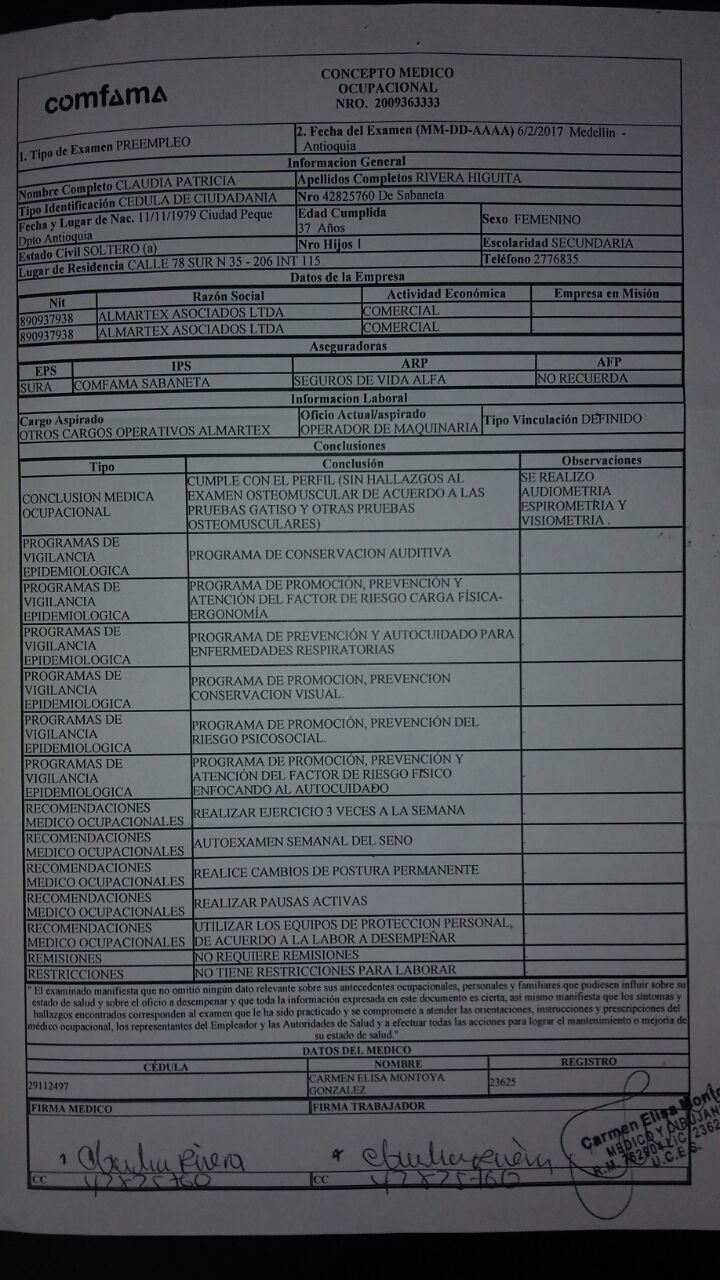 comfama
CONCEPTO MEDICO
OCUPACIONAL
NRO. 2009363333
1. Tipo de Examen PREEMPLEO
2. Fecha del Examen (MM-DD-AAAA) 6/2/2017 Medellin -
Antioquia
Informacion General
Nombre Completo CLAUDIA PATRICIA
Apellidos Completos RIVERA HIGUITA
Tipo Identificación CEDULA DE CIUDADANIA
Nro 42825760 De Sabaneta
Fecha y Lugar de Nac. 11/11/1979 Ciudad Peque
Dpto Antioquia
Edad Cumplida
37 Años
Sexo FEMENINO
Estado Civil SOLTERO (a)
Nro Hijos 1
Escolaridad SECUNDARIA
Lugar de Residencia CALLE 78 SUR N 35 - 206 INT 115
Teléfono 2776835
Datos de la Empresa
Nit Razón Social Actividad Económica Empresa en Misión
890937938 ALMARTEX ASOCIADOS LTDA COMERCIAL .
890937938 ALMARTEX ASOCIADOS LTDA COMERCIAL .
Aseguradoras
EPS IPS ARP AFP
SURA COMFAMA SABANETA SEGUROS DE VIDA ALFA NO RECUERDA
Informacion Laboral
Cargo Aspirado
OTROS CARGOS OPERATIVOS ALMARTEX
Oficio Actual/aspirado
OPERADOR DE MAQUINARIA
Tipo Vinculación DEFINIDO
Conclusiones
Tipo Conclusión Observaciones
CONCLUSION MEDICA
OCUPACIONAL
CUMPLE CON EL PERFIL (SIN HALLAZGOS AL
EXAMEN OSTEOMUSCULAR DE ACUERDO A LAS
PRUEBAS GATISO Y OTRAS PRUEBAS
OSTEOMUSCULARES)
SE REALIZO
AUDIOMETRIA
ESPIROMETRIA Y
VISIOMETRIA .
PROGRAMAS DE
VIGILANCIA
EPIDEMIOLOGICA
PROGRAMA DE CONSERVACION AUDITIVA
PROGRAMAS DE
VIGILANCIA
EPIDEMIOLOGICA
PROGRAMA DE PROMOCIÓN, PREVENCIÓN Y
ATENCIÓN DEL FACTOR DE RIESGO CARGA FÍSICA-
ERGONOMÍA
PROGRAMAS DE
VIGILANCIA
EPIDEMIOLOGICA
PROGRAMA DE PREVENCIÓN Y AUTOCUIDADO PARA
ENFERMEDADES RESPIRATORIAS
PROGRAMAS DE
VIGILANCIA
EPIDEMIOLOGICA
PROGRAMA DE PROMOCION, PREVENCION
CONSERVACION VISUAL.
PROGRAMAS DE
VIGILANCIA
EPIDEMIOLOGICA
PROGRAMA DE PROMOCIÓN, PREVENCIÓN DEL
RIESGO PSICOSOCIAL.
PROGRAMAS DE
VIGILANCIA
EPIDEMIOLOGICA
PROGRAMA DE PROMOCIÓN, PREVENCIÓN Y
ATENCIÓN DEL FACTOR DE RIESGO FISICO
ENFOCANDO AL AUTOCUIDADO
RECOMENDACIONES
MEDICO OCUPACIONALES
REALIZAR EJERCICIO 3 VECES A LA SEMANA
RECOMENDACIONES
MEDICO OCUPACIONALES
AUTOEXAMEN SEMANAL DEL SENO
RECOMENDACIONES
MEDICO OCUPACIONALES
REALICE CAMBIOS DE POSTURA PERMANENTE
RECOMENDACIONES
MEDICO OCUPACIONALES
REALIZAR PAUSAS ACTIVAS
RECOMENDACIONES
MEDICO OCUPACIONALES
UTILIZAR LOS EQUIPOS DE PROTECCION PERSONAL,
DE ACUERDO A LA LABOR A DESEMPEÑAR
REMISIONES NO REQUIERE REMISIONES
RESTRICCIONES NO TIENE RESTRICCIONES PARA LABORAR
" El examinado manifiesta que no omitió ningún dato relevante sobre sus antecedentes ocupacionales, personales y familiares que pudiesen influir sobre su
estado de salud y sobre el oficio a desempenar y que toda la información expresada en este documento es cierta, asi mismo manifiesta que los sintomas y
hallazgos encontrados corresponden al examen que le ha sido practicado y se compromete a atender las orientaciones, instrucciones y prescripciones del
médico ocupacional, los representantes del Empleador y las Autoridades de Salud y a efectuar todas las acciones para lograr el mantenimiento o mejoria de
su estado de salud."
DATOS DEL MEDICO
CÉDULA NOMBRE REGISTRO
29112497 CARMEN ELISA MONTOYA
GONZALEZ 23625
FIRMA MEDICO FIRMA TRABAJADOR
Claudia Rivera
Claudia Rivera
CC 42825760
CC 42825760
Carmen Elisa Monto
MEDICO Y CIRUJAN
R.M. 762904 LIC 2362
U.C.E.S.